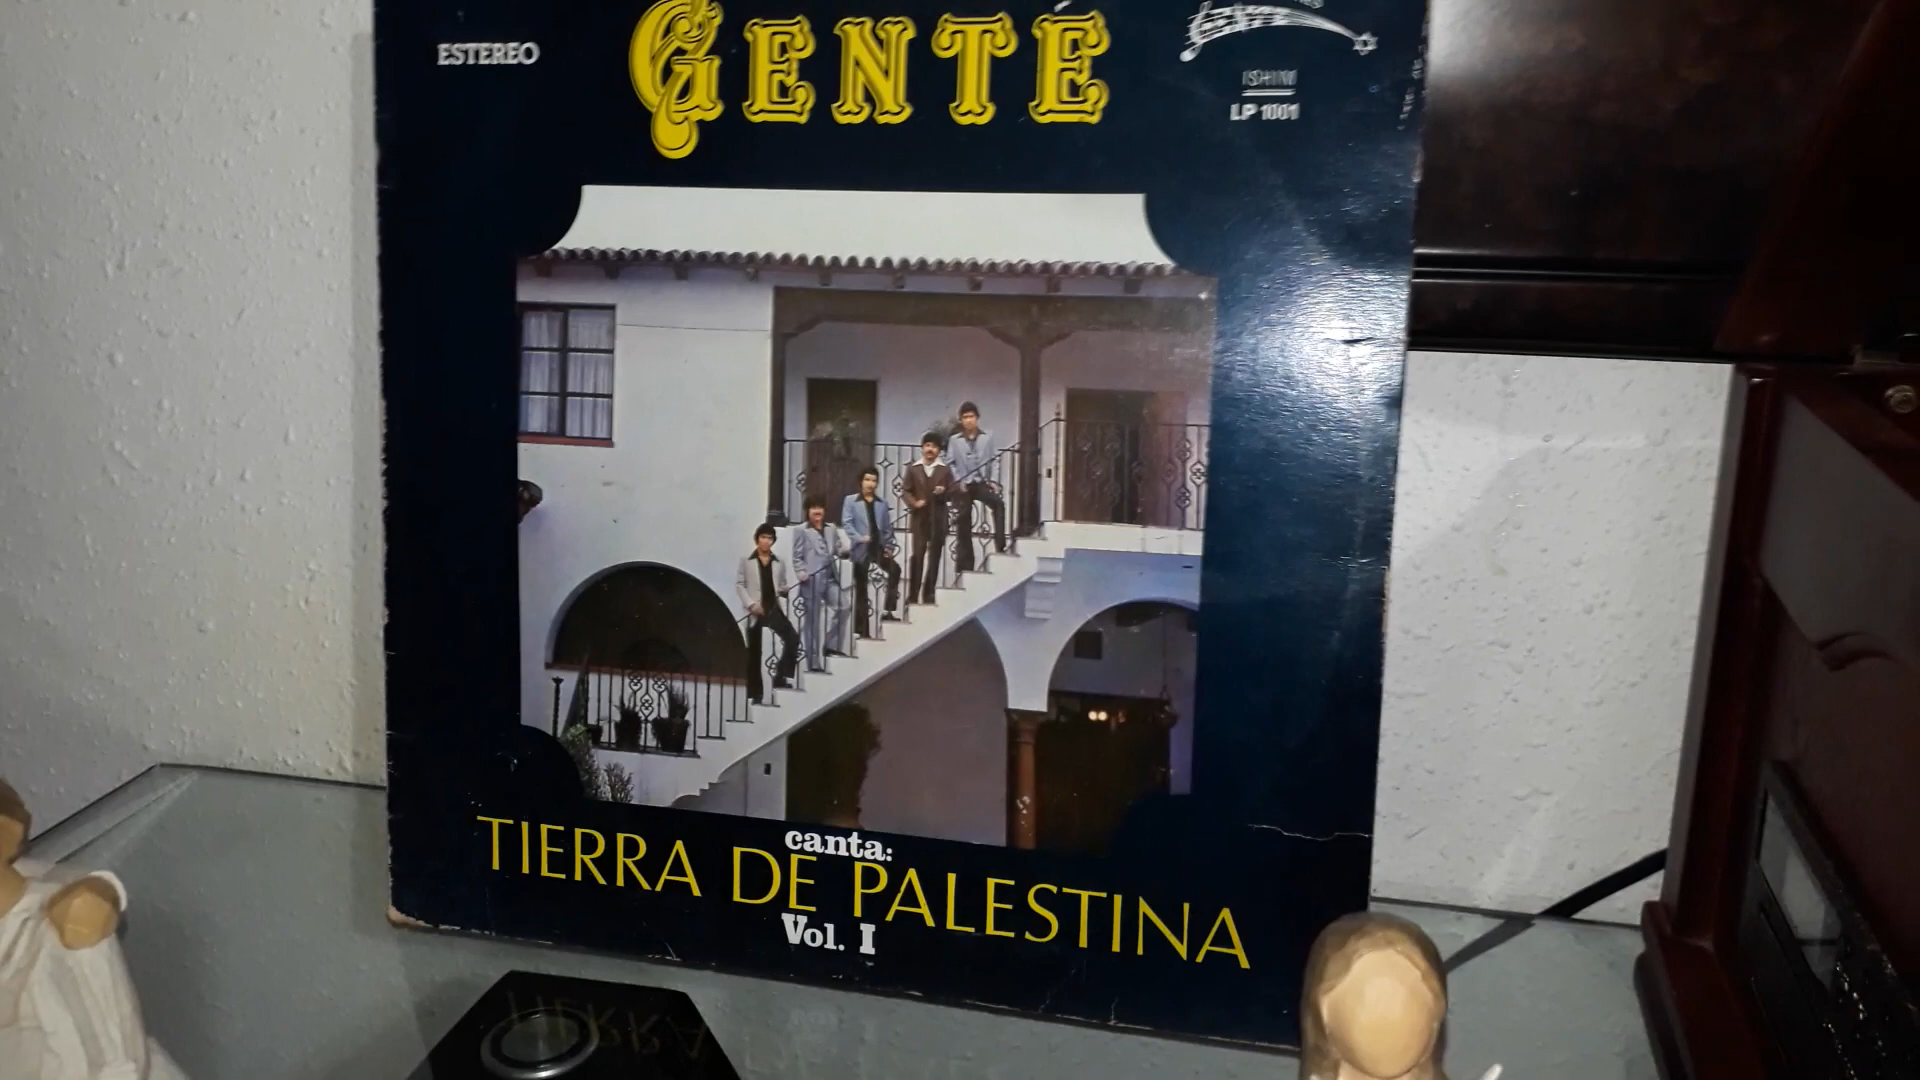 GENTÉ
ESTEREO
ISHIM
LP 1001
canta:
TIERRA DE PALESTINA
Vol. I